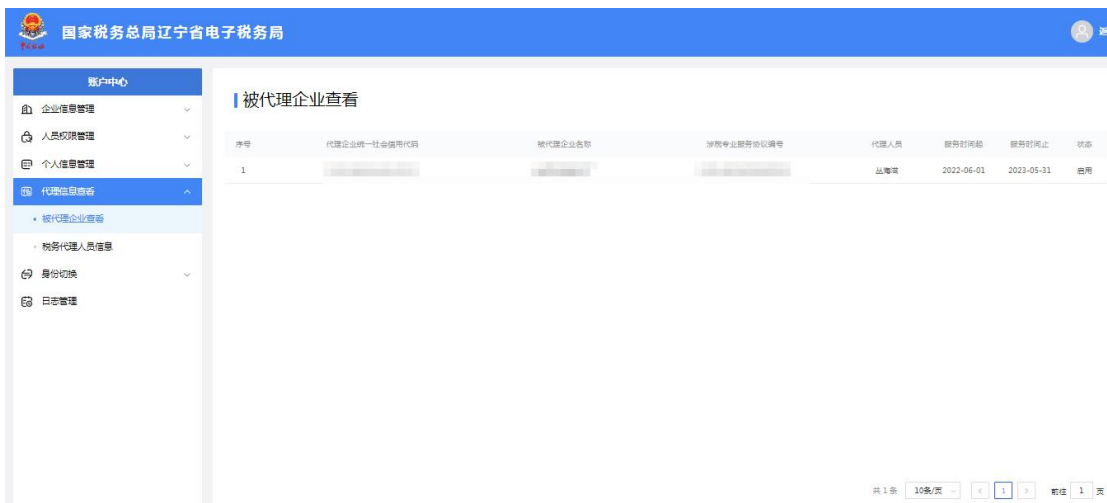 国家税务总局辽宁省电子税务局
账户中心
企业信息管理
人员权限管理
个人信息管理
代理信息查看
被代理企业查看
税务代理人员信息
身份切换
日志管理
被代理企业查看
序号 代理企业统一社会信用代码 被代理企业名称 涉税专业服务协议编号 代理人员 服务时间起 服务时间止 状态
1 2022-06-01 2023-05-31 启用
共 1 条 10条/页 1 前往 1 页